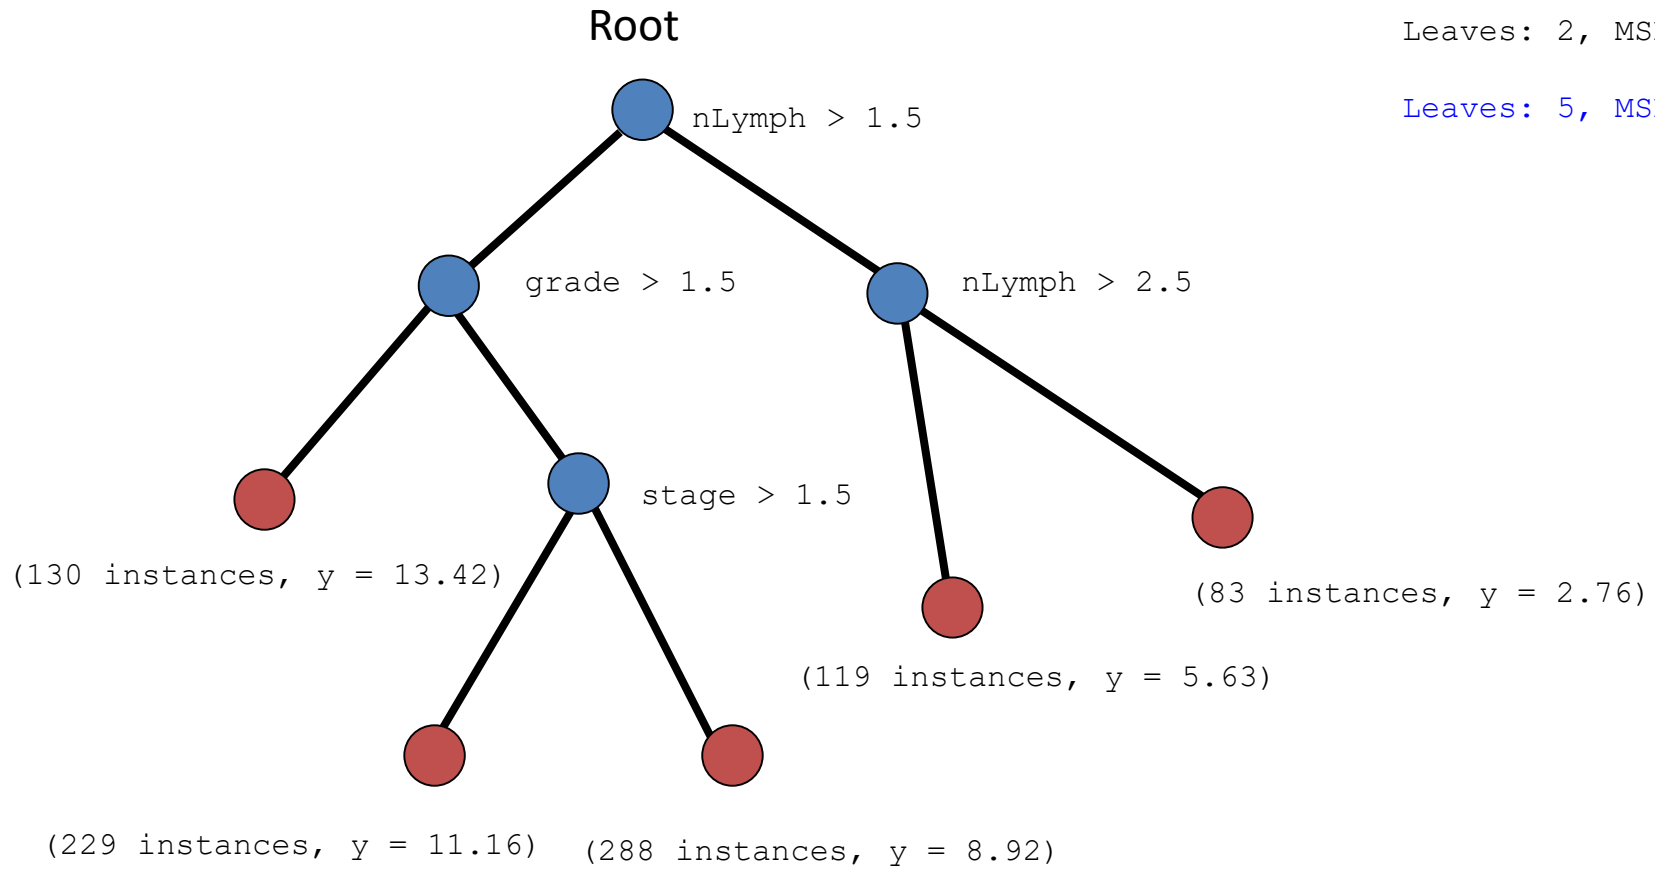 Root
Leaves: 2,
nLymph > 1.5
Leaves: 5,
grade > 1.5
nLymph > 2.5
stage > 1.5
(130 instances, y = 13.42)
(83 instances, y = 2.76)
(119 instances, y = 5.63)
(229 instances, y = 11.16)
(288 instances, y = 8.92)